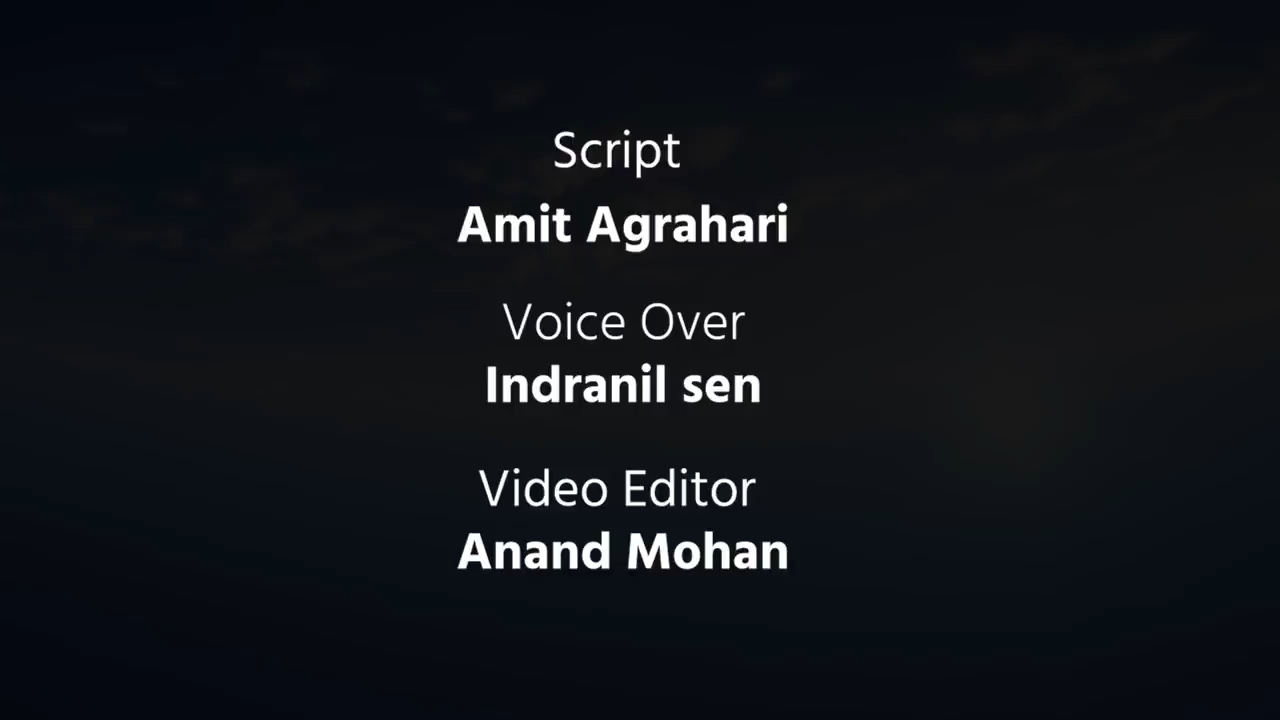 Script
Amit Agrahari
Voice Over
Indranil sen
Video Editor
Anand Mohan